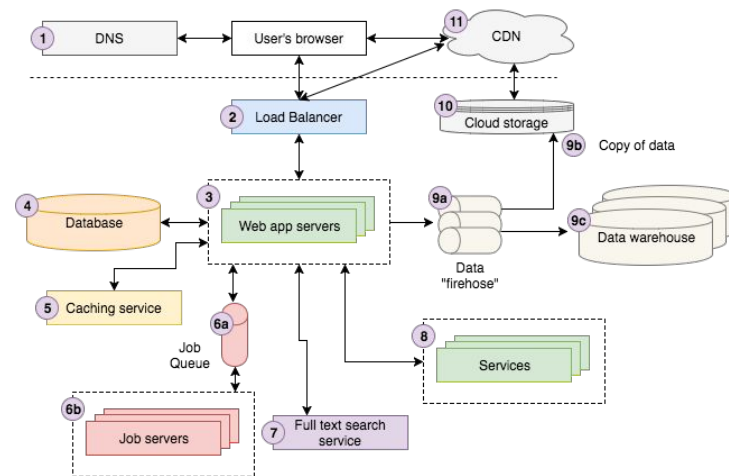 1
DNS
User's browser
11
CDN
2
Load Balancer
10
Cloud storage
9b
Copy of data
3
Web app servers
4
Database
9a
Data
"firehose"
9c
Data warehouse
5
Caching service
6a
Job
Queue
8
Services
6b
Job servers
7
Full text search
service